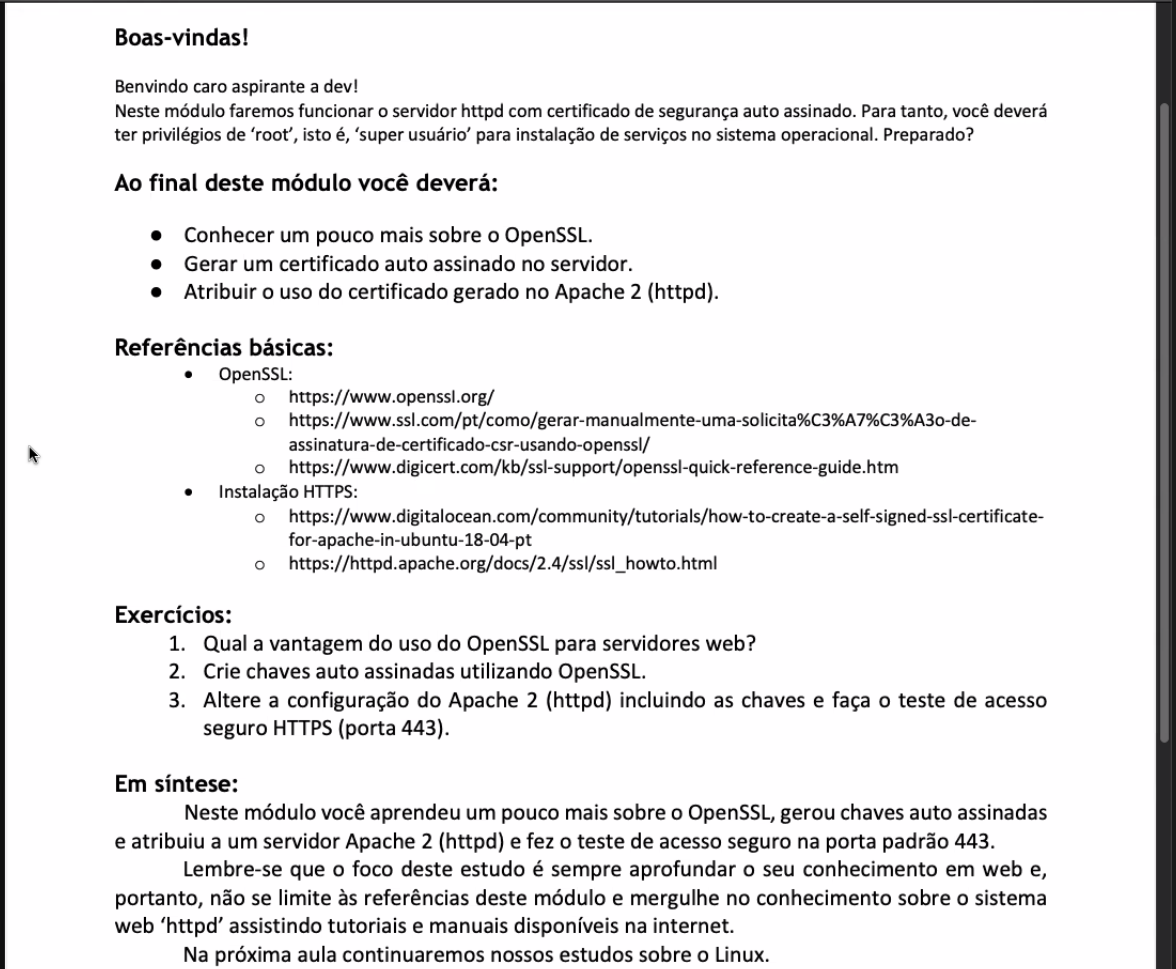 Boas-vindas!
Benvindo caro aspirante a dev!
Neste módulo faremos funcionar o servidor httpd com certificado de segurança auto assinado. Para tanto, você deverá
ter privilégios de ‘root’, isto é, ‘super usuário’ para instalação de serviços no sistema operacional. Preparado?
Ao final deste módulo você deverá:
● Conhecer um pouco mais sobre o OpenSSL.
● Gerar um certificado auto assinado no servidor.
● Atribuir o uso do certificado gerado no Apache 2 (httpd).
Referências básicas:
• OpenSSL:
o https://www.openssl.org/
o https://www.ssl.com/pt/como/gerar-manualmente-uma-solicita%C3%A7%C3%A3o-de-
assinatura-de-certificado-csr-usando-openssl/
o https://www.digicert.com/kb/ssl-support/openssl-quick-reference-guide.htm
• Instalação HTTPS:
o https://www.digitalocean.com/community/tutorials/how-to-create-a-self-signed-ssl-certificate-
for-apache-in-ubuntu-18-04-pt
o https://httpd.apache.org/docs/2.4/ssl/ssl_howto.html
Exercícios:
1. Qual a vantagem do uso do OpenSSL para servidores web?
2. Crie chaves auto assinadas utilizando OpenSSL.
3. Altere a configuração do Apache 2 (httpd) incluindo as chaves e faça o teste de acesso
seguro HTTPS (porta 443).
Em síntese:
Neste módulo você aprendeu um pouco mais sobre o OpenSSL, gerou chaves auto assinadas
e atribuiu a um servidor Apache 2 (httpd) e fez o teste de acesso seguro na porta padrão 443.
Lembre-se que o foco deste estudo é sempre aprofundar o seu conhecimento em web e,
portanto, não se limite às referências deste módulo e mergulhe no conhecimento sobre o sistema
web ‘httpd’ assistindo tutoriais e manuais disponíveis na internet.
Na próxima aula continuaremos nossos estudos sobre o Linux.